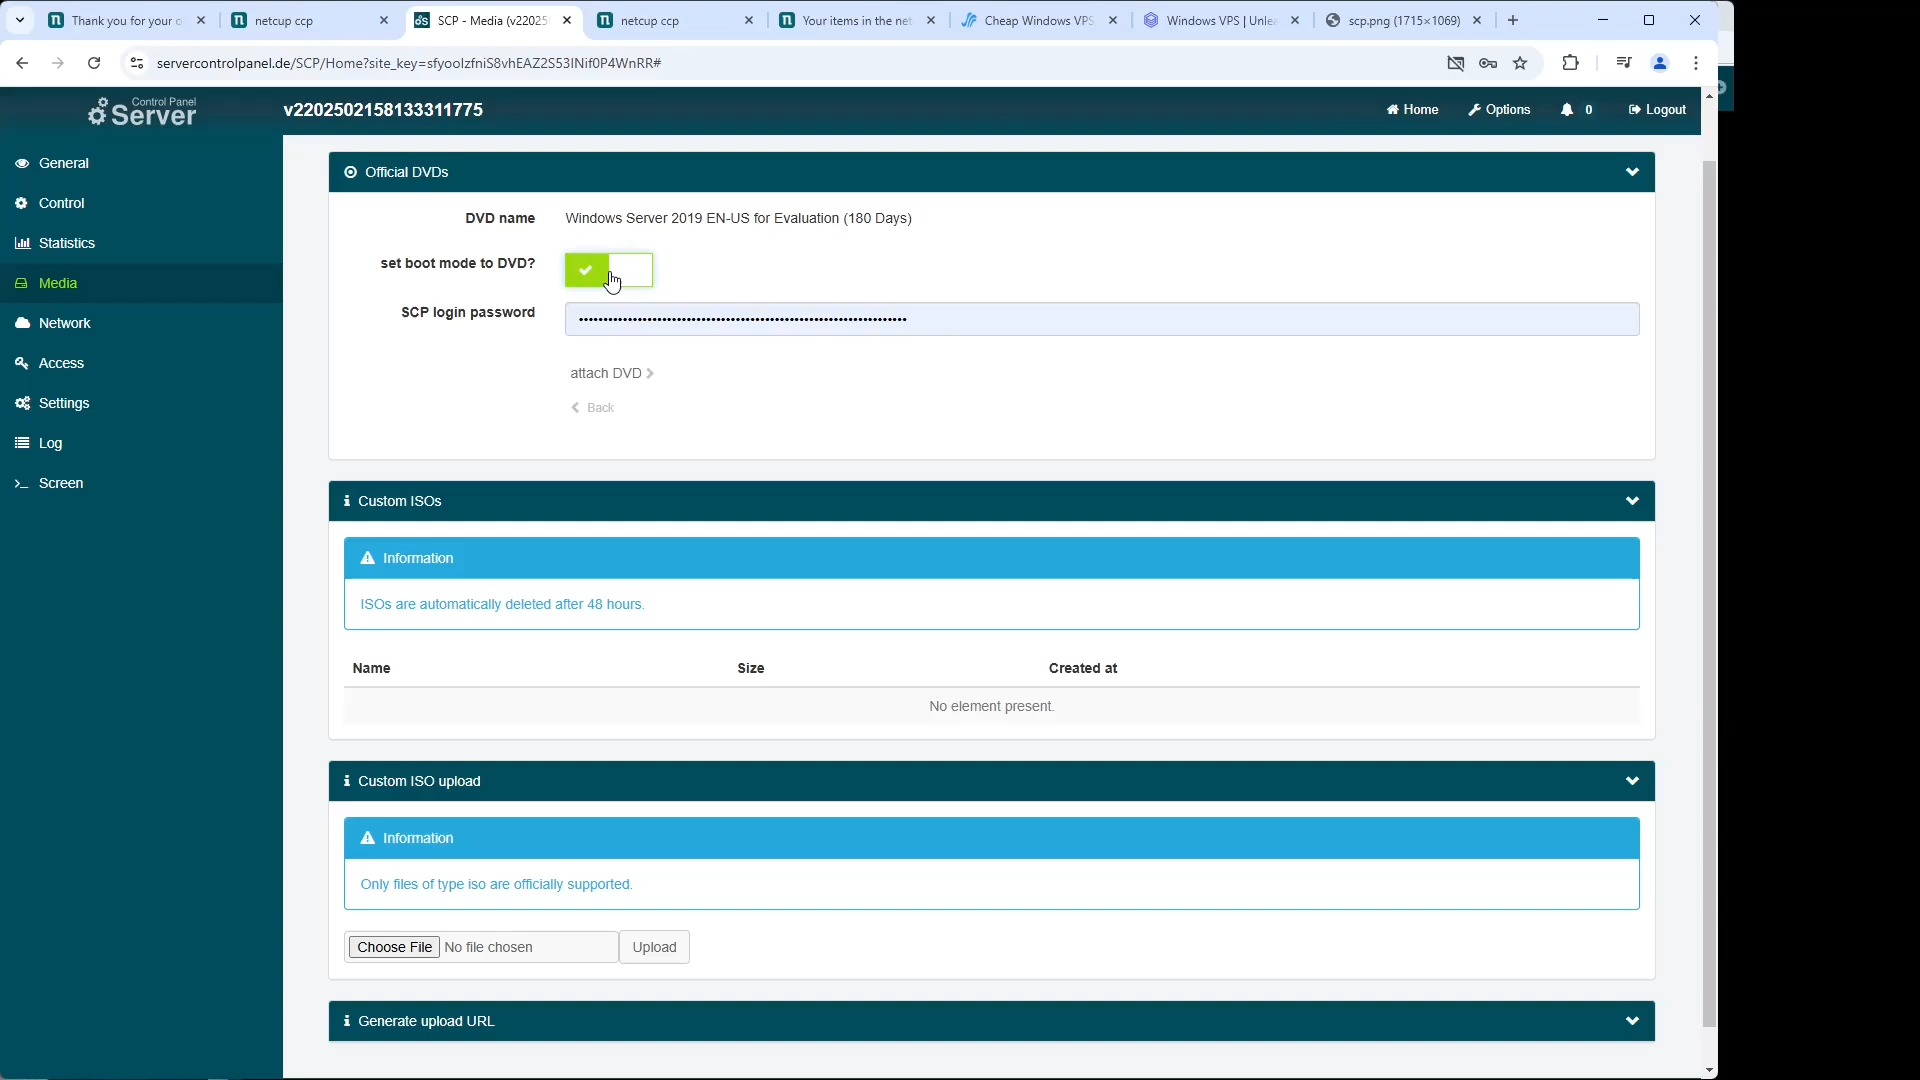 Thank you for your o
netcup ccp
SCP - Media (v22025
netcup ccp
Your items in the net
Cheap Windows VPS
Windows VPS | Unlea
scp.png (1715×1069)
servercontrolpanel.de/SCP/Home?site_key=sfyoolzfniS8vhEAZ2S53INif0P4WnRR#
Control Panel
Server
v2202502158133311775
Home
Options
0
Logout
General
Control
Statistics
Media
Network
Access
Settings
Log
Screen
Official DVDs
DVD name
Windows Server 2019 EN-US for Evaluation (180 Days)
set boot mode to DVD?
SCP login password
attach DVD
Back
Custom ISOs
Information
ISOs are automatically deleted after 48 hours.
Name Size Created at
No element present.
Custom ISO upload
Information
Only files of type iso are officially supported.
Choose File No file chosen Upload
Generate upload URL